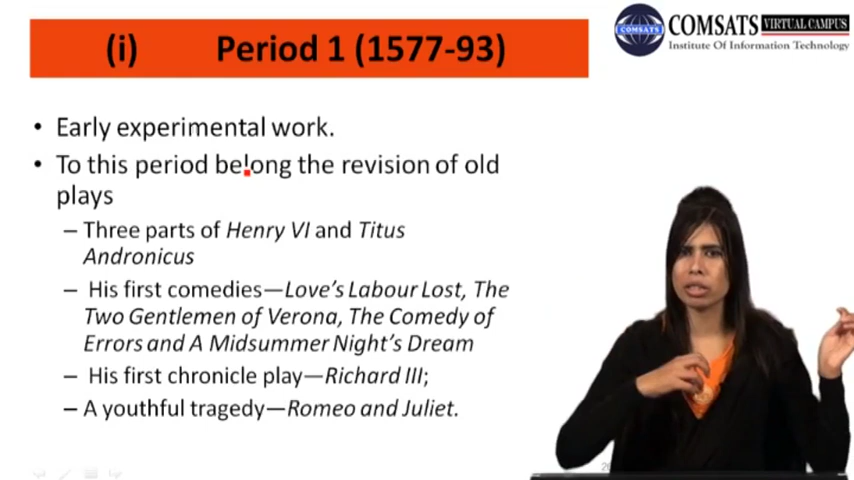 (i) Period 1 (1577-93)
COMSATS VIRTUAL CAMPUS
Institute Of Information Technology
COMSATS
• Early experimental work.
• To this period belong the revision of old
plays
– Three parts of Henry VI and Titus
Andronicus
– His first comedies—Love's Labour Lost, The
Two Gentlemen of Verona, The Comedy of
Errors and A Midsummer Night's Dream
– His first chronicle play—Richard III;
– A youthful tragedy—Romeo and Juliet.